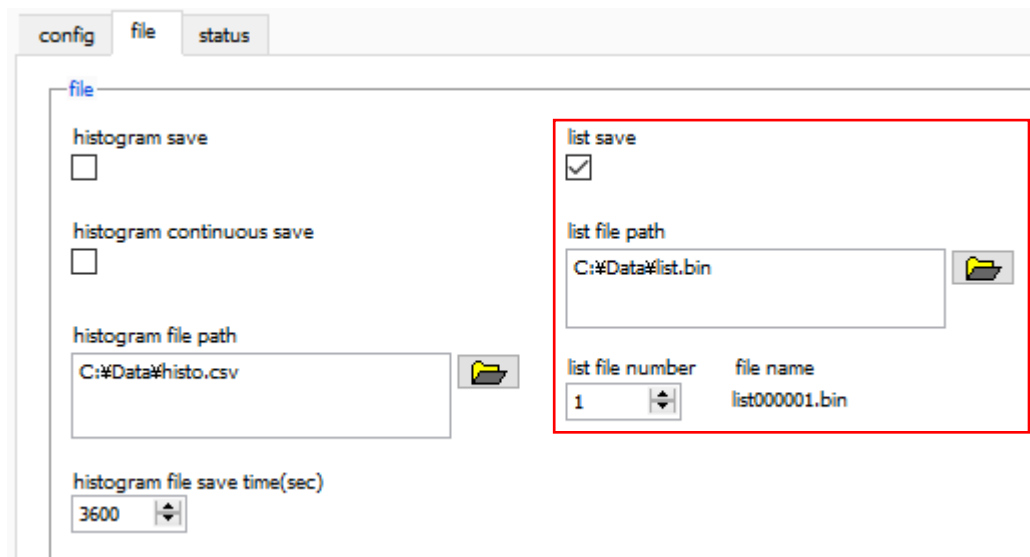 config file status
file
histogram save
histogram continuous save
histogram file path
C:¥Data¥histo.csv
histogram file save time(sec)
3600
list save
list file path
C:¥Data¥list.bin
list file number file name
1 list000001.bin